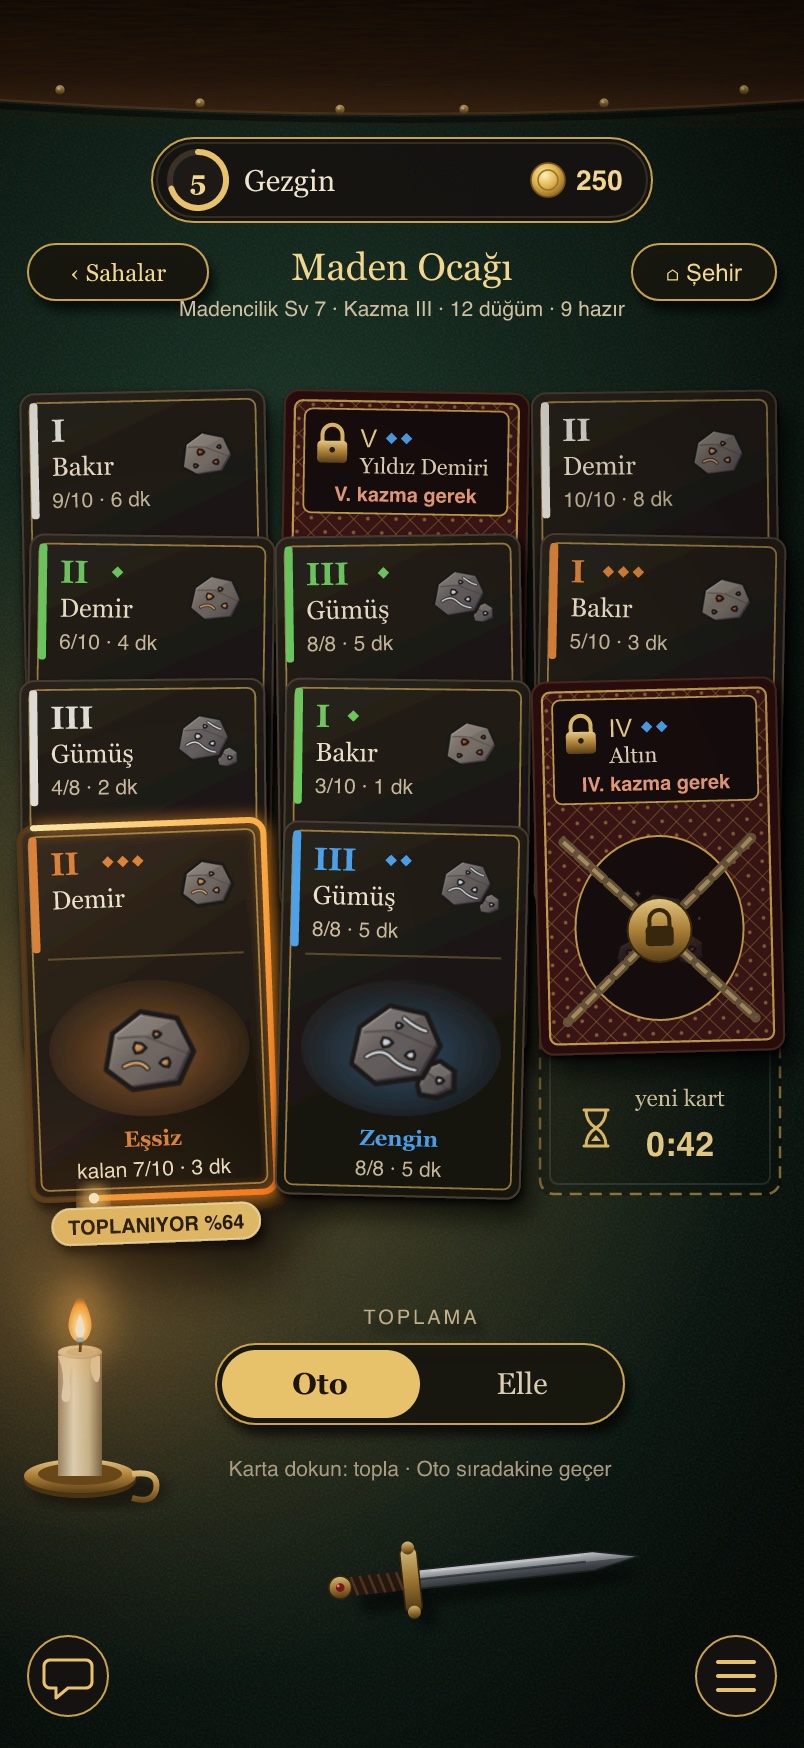 5 Gezgin 250
‹ Sahalar
Maden Ocağı
⌂ Şehir
Madencilik Sv 7 · Kazma III · 12 düğüm · 9 hazır
I
Bakır
9/10 · 6 dk
V
Yıldız Demiri
V. kazma gerek
II
Demir
10/10 · 8 dk
II
Demir
6/10 · 4 dk
III
Gümüş
8/8 · 5 dk
I
Bakır
5/10 · 3 dk
III
Gümüş
4/8 · 2 dk
I
Bakır
3/10 · 1 dk
IV
Altın
IV. kazma gerek
II
Demir
Eşsiz
kalan 7/10 · 3 dk
TOPLANIYOR %64
III
Gümüş
8/8 · 5 dk
Zengin
8/8 · 5 dk
yeni kart
0:42
TOPLAMA
Oto
Elle
Karta dokun: topla · Oto sıradakine geçer